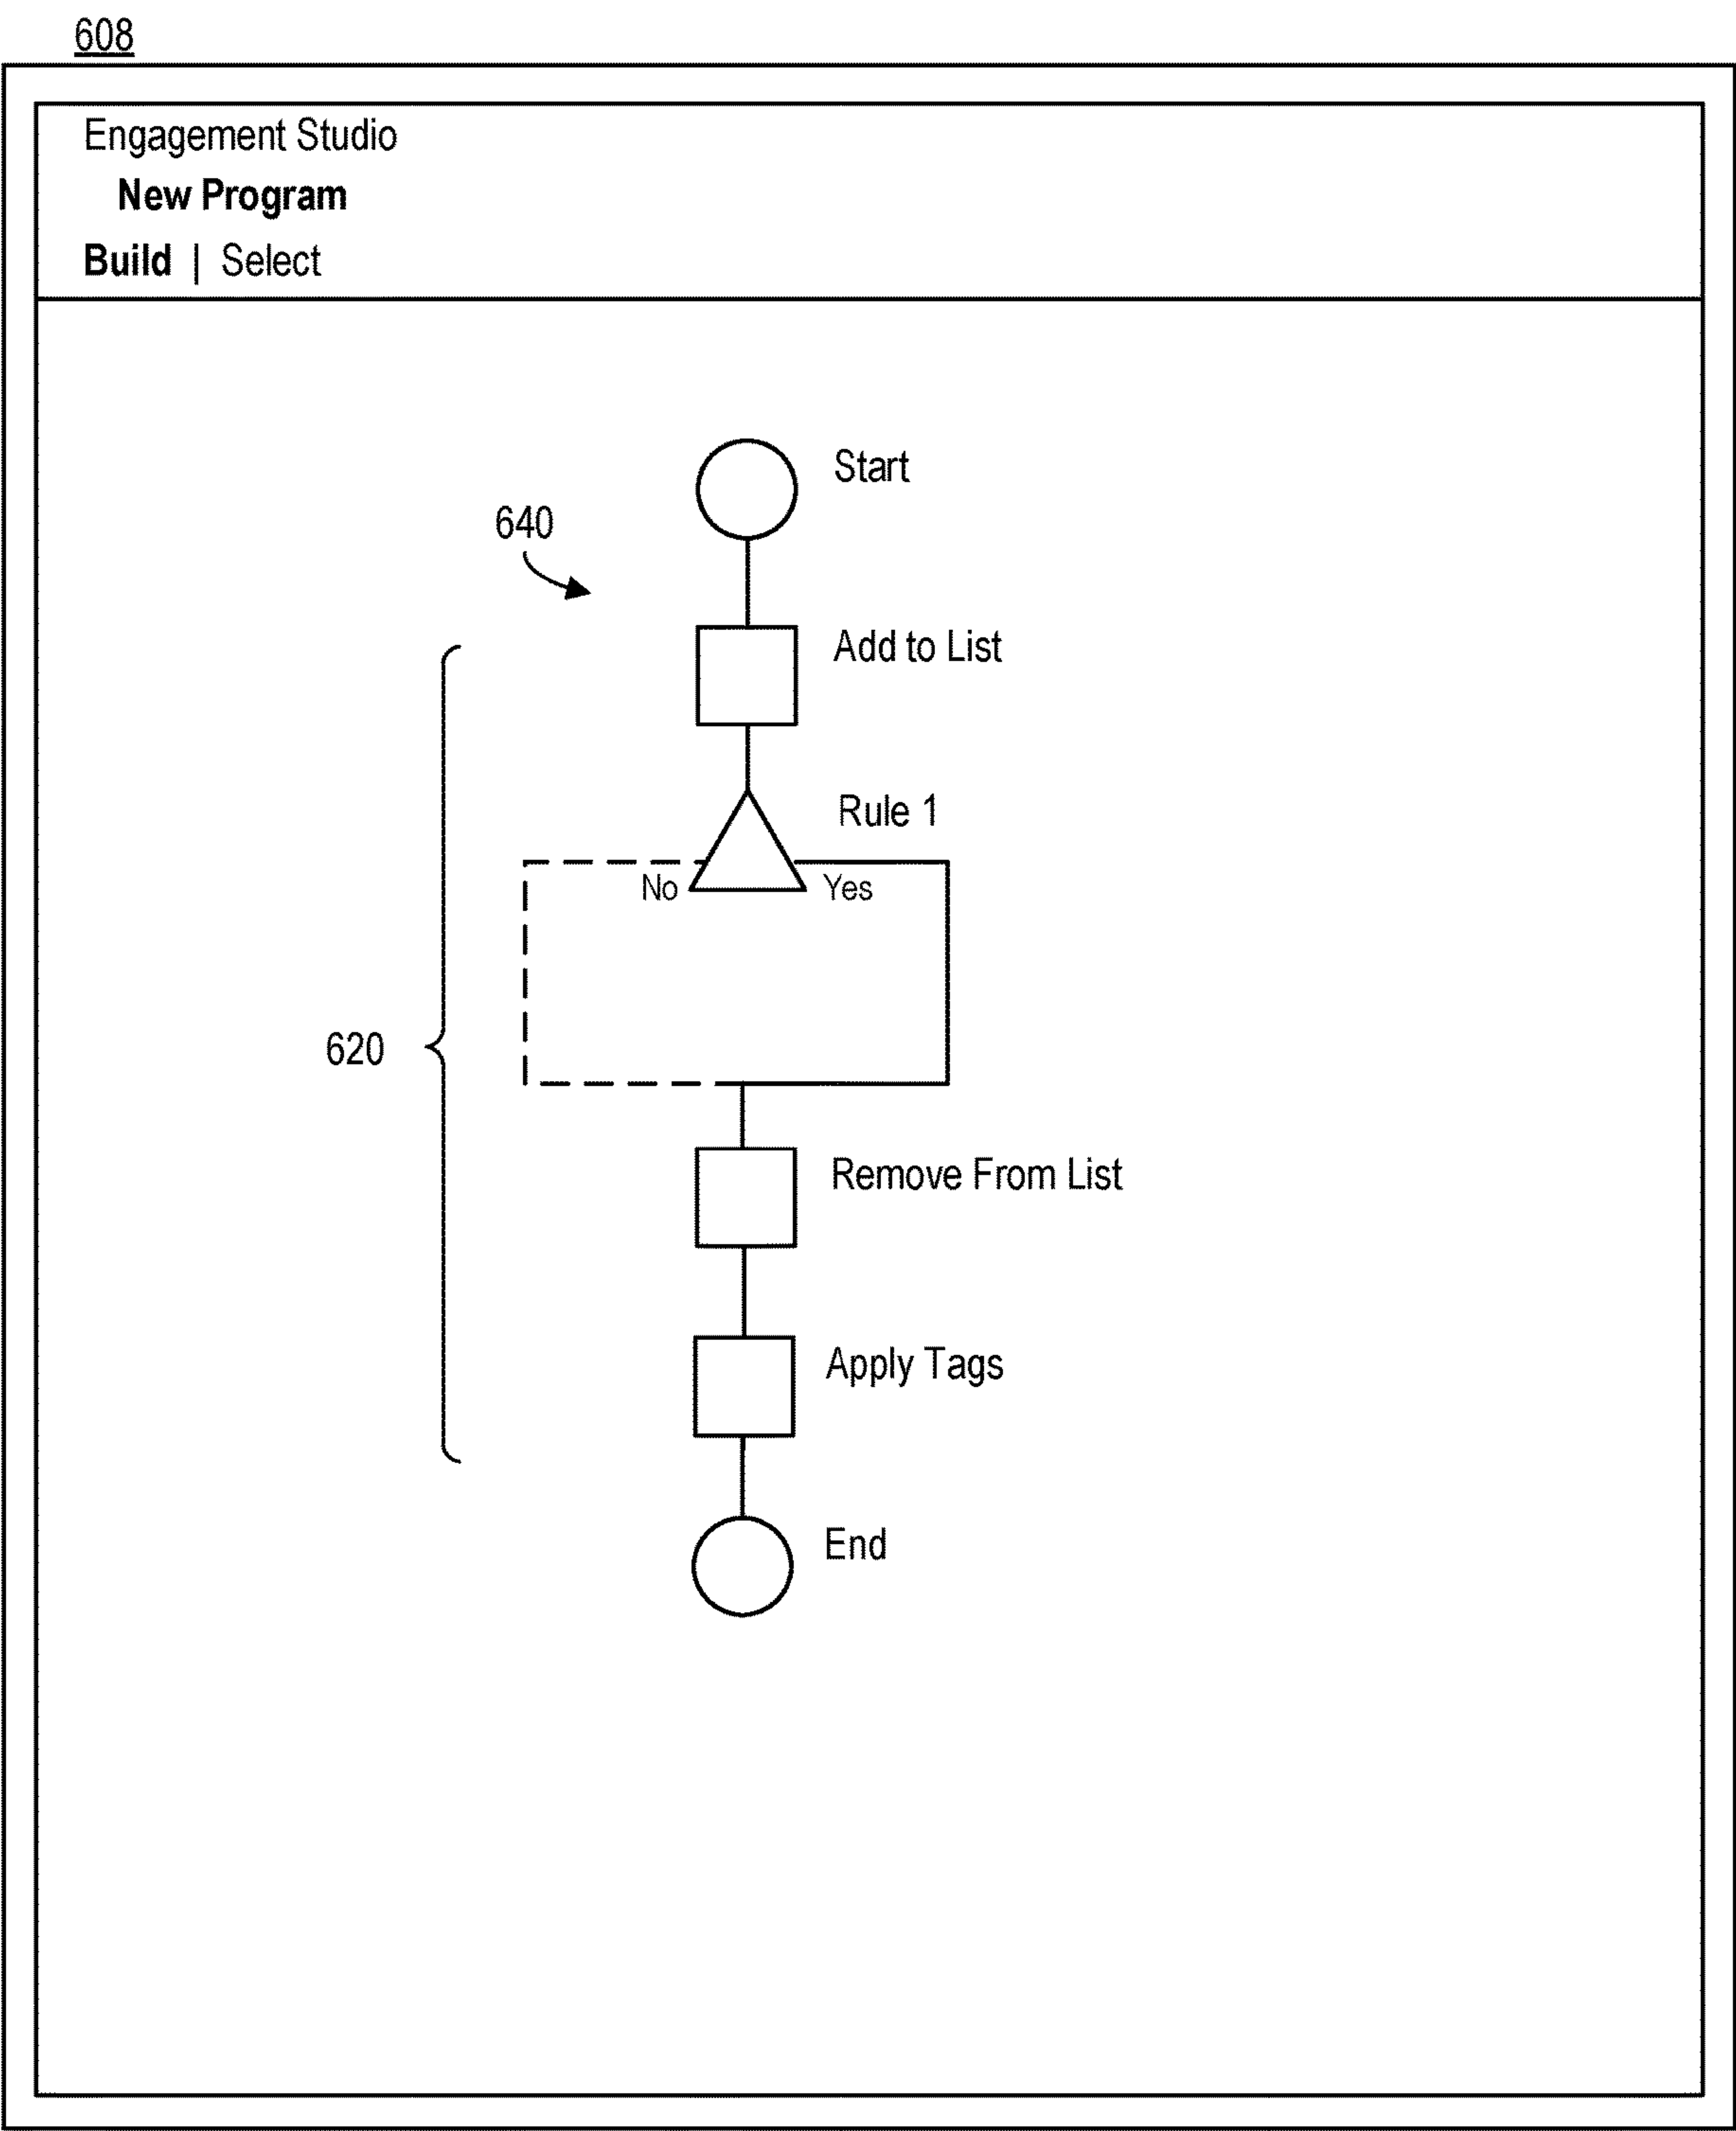 608
Engagement Studio
New Program
Build | Select
Start
640
Add to List
Rule 1
No
Yes
620
Remove From List
Apply Tags
End